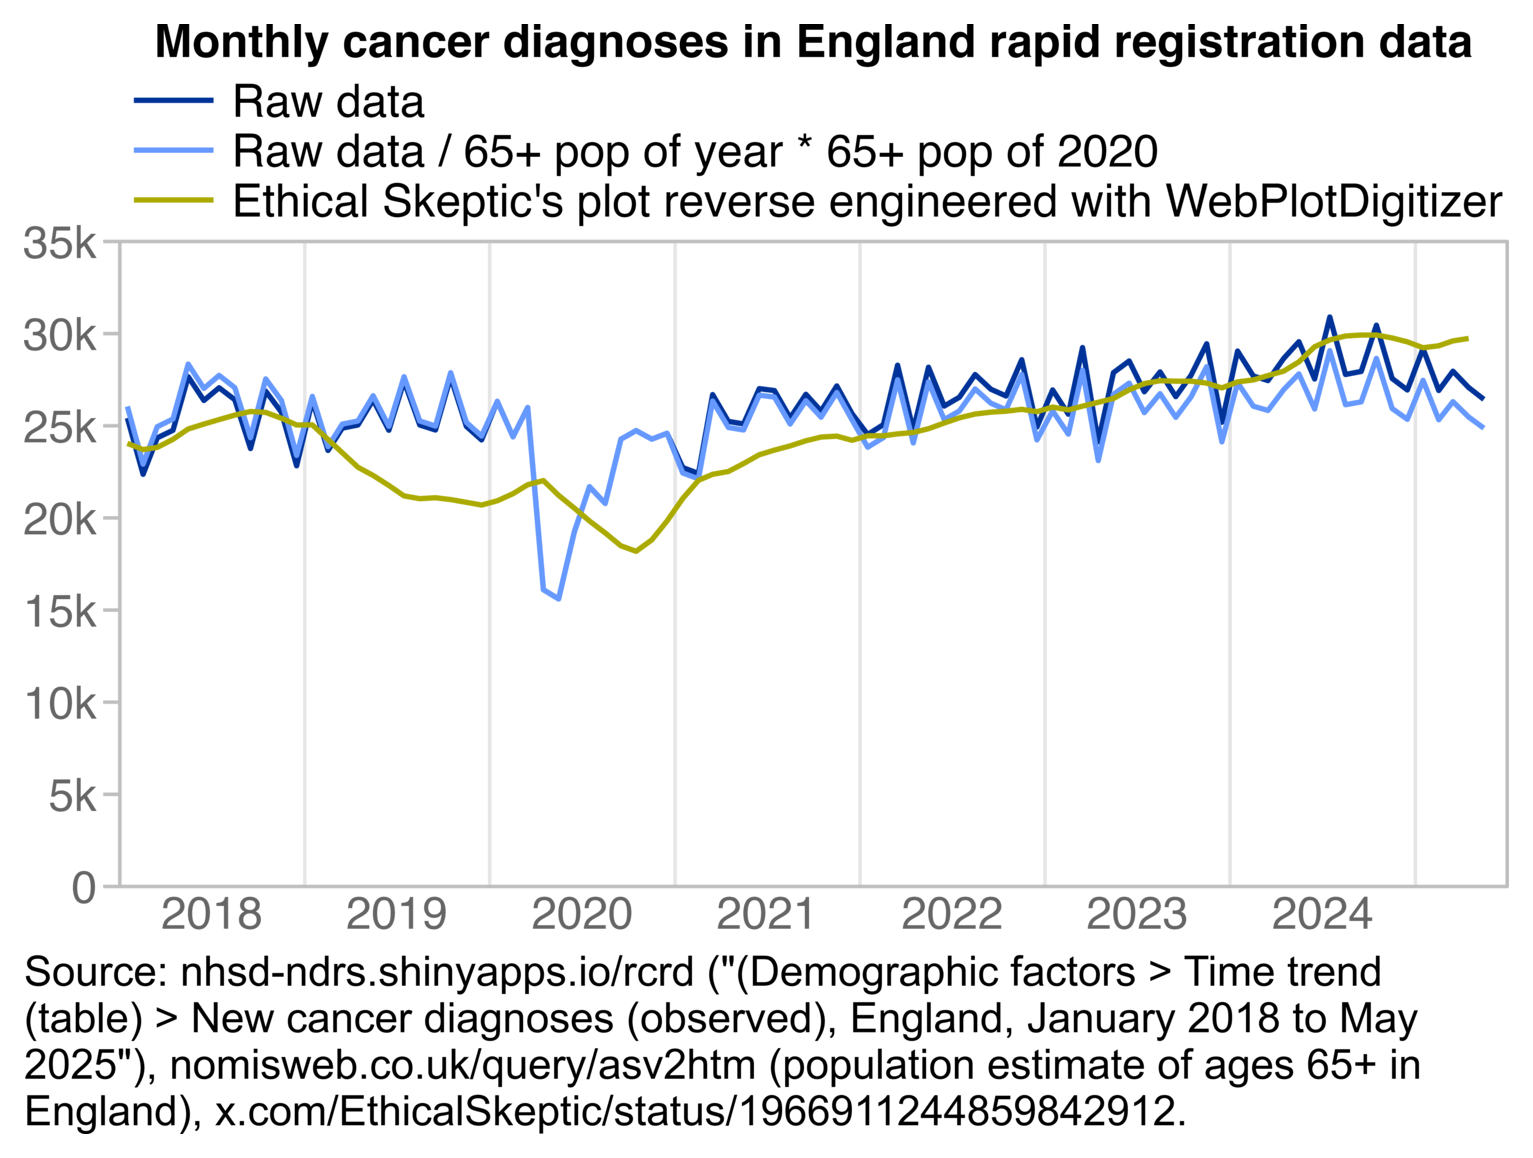 Monthly cancer diagnoses in England rapid registration data
Raw data
Raw data / 65+ pop of year * 65+ pop of 2020
Ethical Skeptic's plot reverse engineered with WebPlotDigitizer
35k
30k
25k
20k
15k
10k
5k
0
2018 2019 2020 2021 2022 2023 2024
Source: nhsd-ndrs.shinyapps.io/rcrd ("(Demographic factors > Time trend
(table) > New cancer diagnoses (observed), England, January 2018 to May
2025"), nomisweb.co.uk/query/asv2htm (population estimate of ages 65+ in
England), x.com/EthicalSkeptic/status/1966911244859842912.